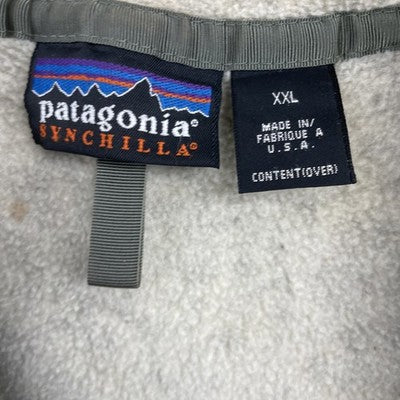 patagonia®
SYNCHILLA®
XXL
MADE IN/
FABRIQUE A
U.S.A.
CONTENT(OVER)